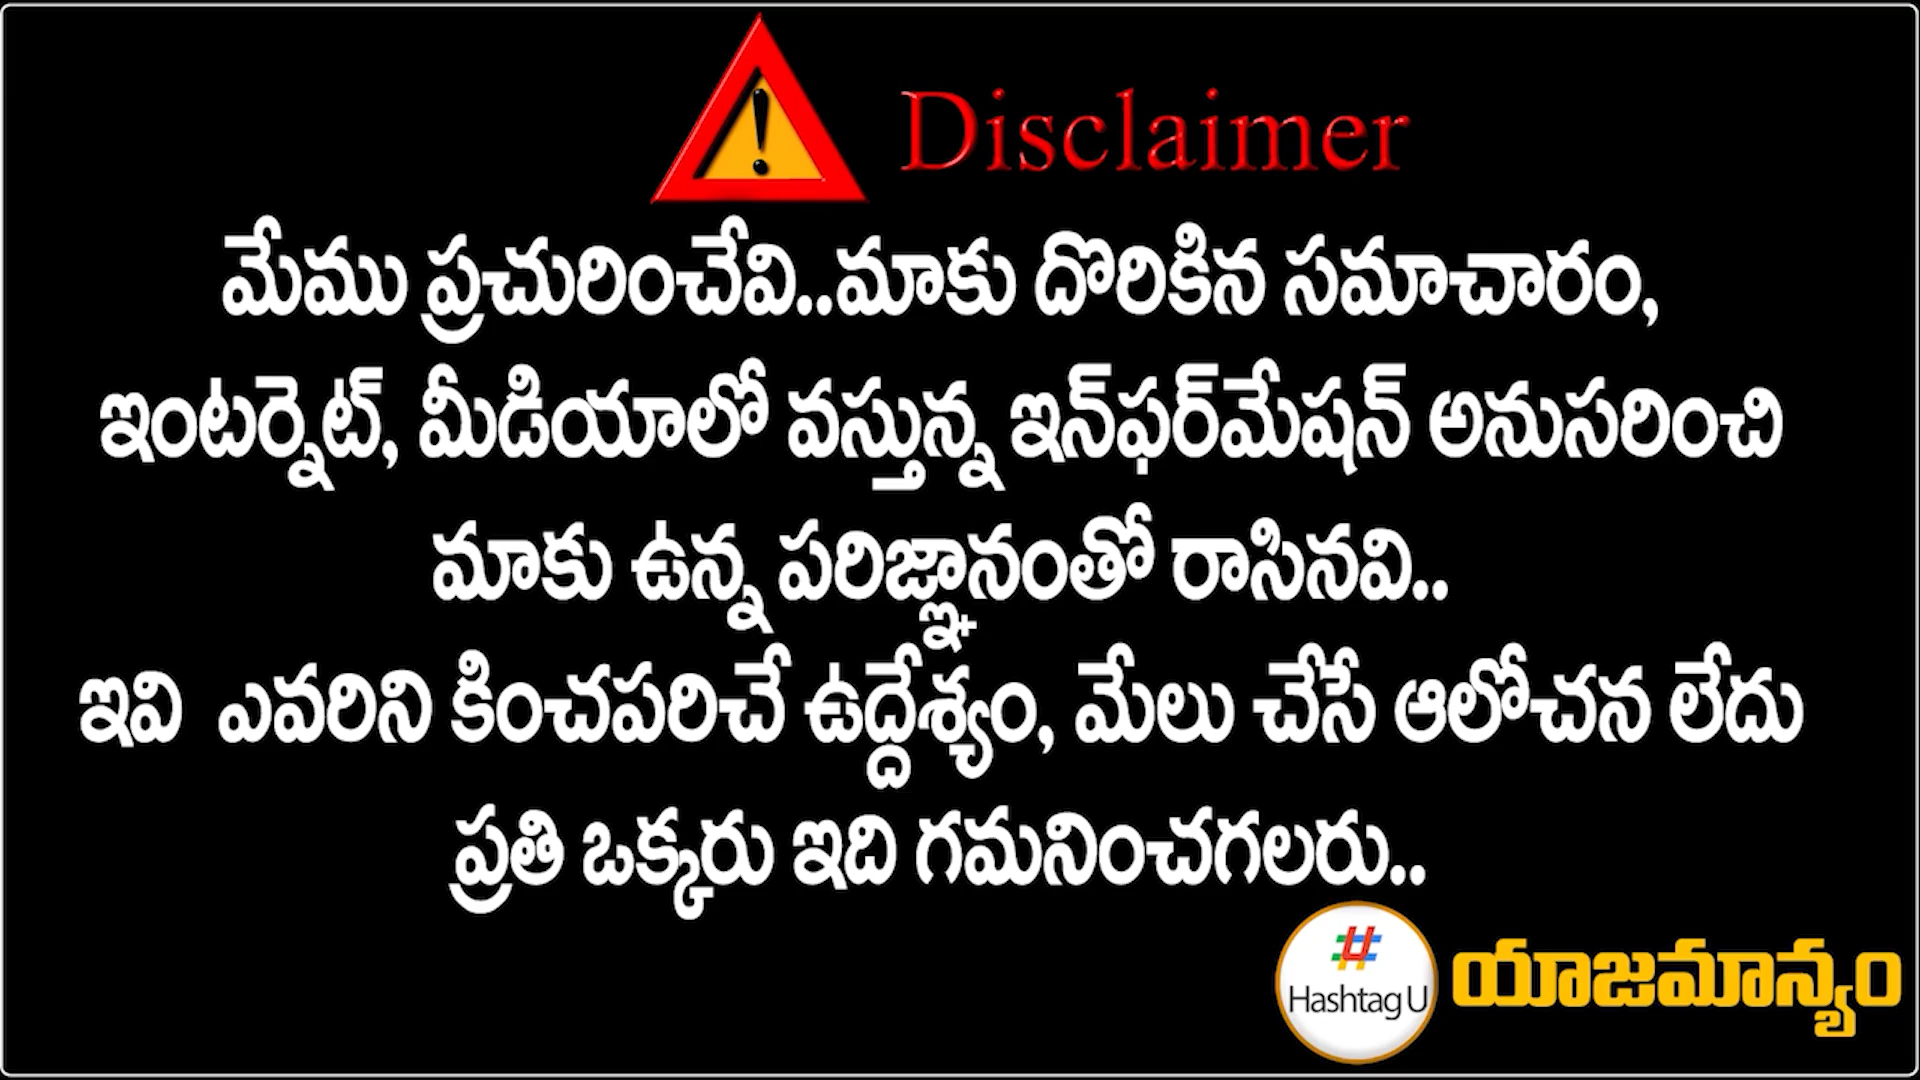 Disclaimer
మేము ప్రచురించేవి..మాకు దొరికిన సమాచారం,
ఇంటర్నెట్, మీడియాలో వస్తున్న ఇన్‌ఫర్‌మేషన్ అనుసరించి
మాకు ఉన్న పరిజ్ఞానంతో రాసినవి..
ఇవి ఎవరిని కించపరిచే ఉద్దేశ్యం, మేలు చేసే ఆలోచన లేదు
ప్రతి ఒక్కరు ఇది గమనించగలరు..
Hashtag U యాజమాన్యం